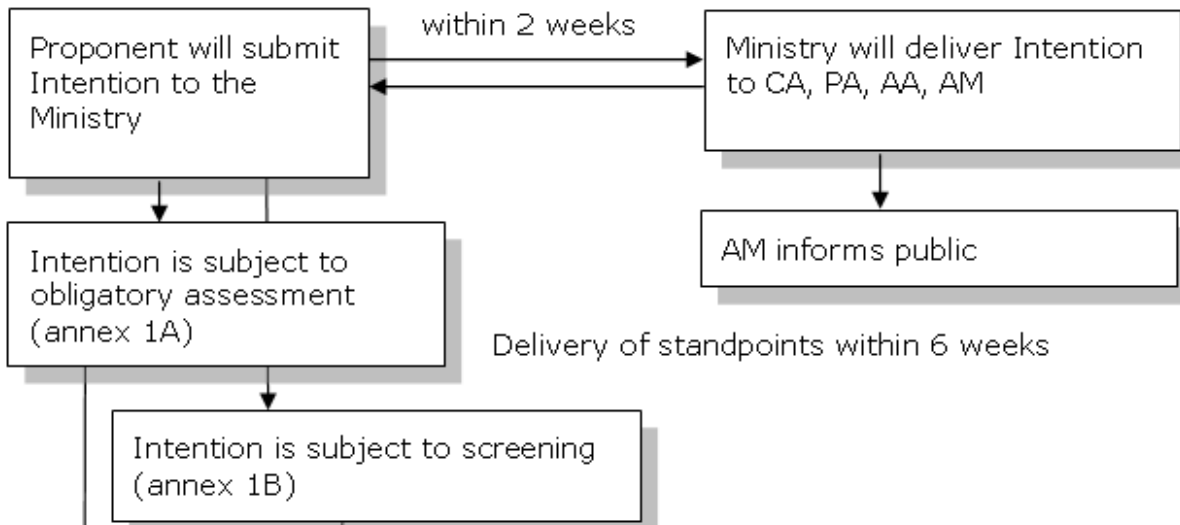 Proponent will submit
Intention to the
Ministry
within 2 weeks
Ministry will deliver Intention
to CA, PA, AA, AM
AM informs public
Intention is subject to
obligatory assessment
(annex 1A)
Delivery of standpoints within 6 weeks
Intention is subject to screening
(annex 1B)